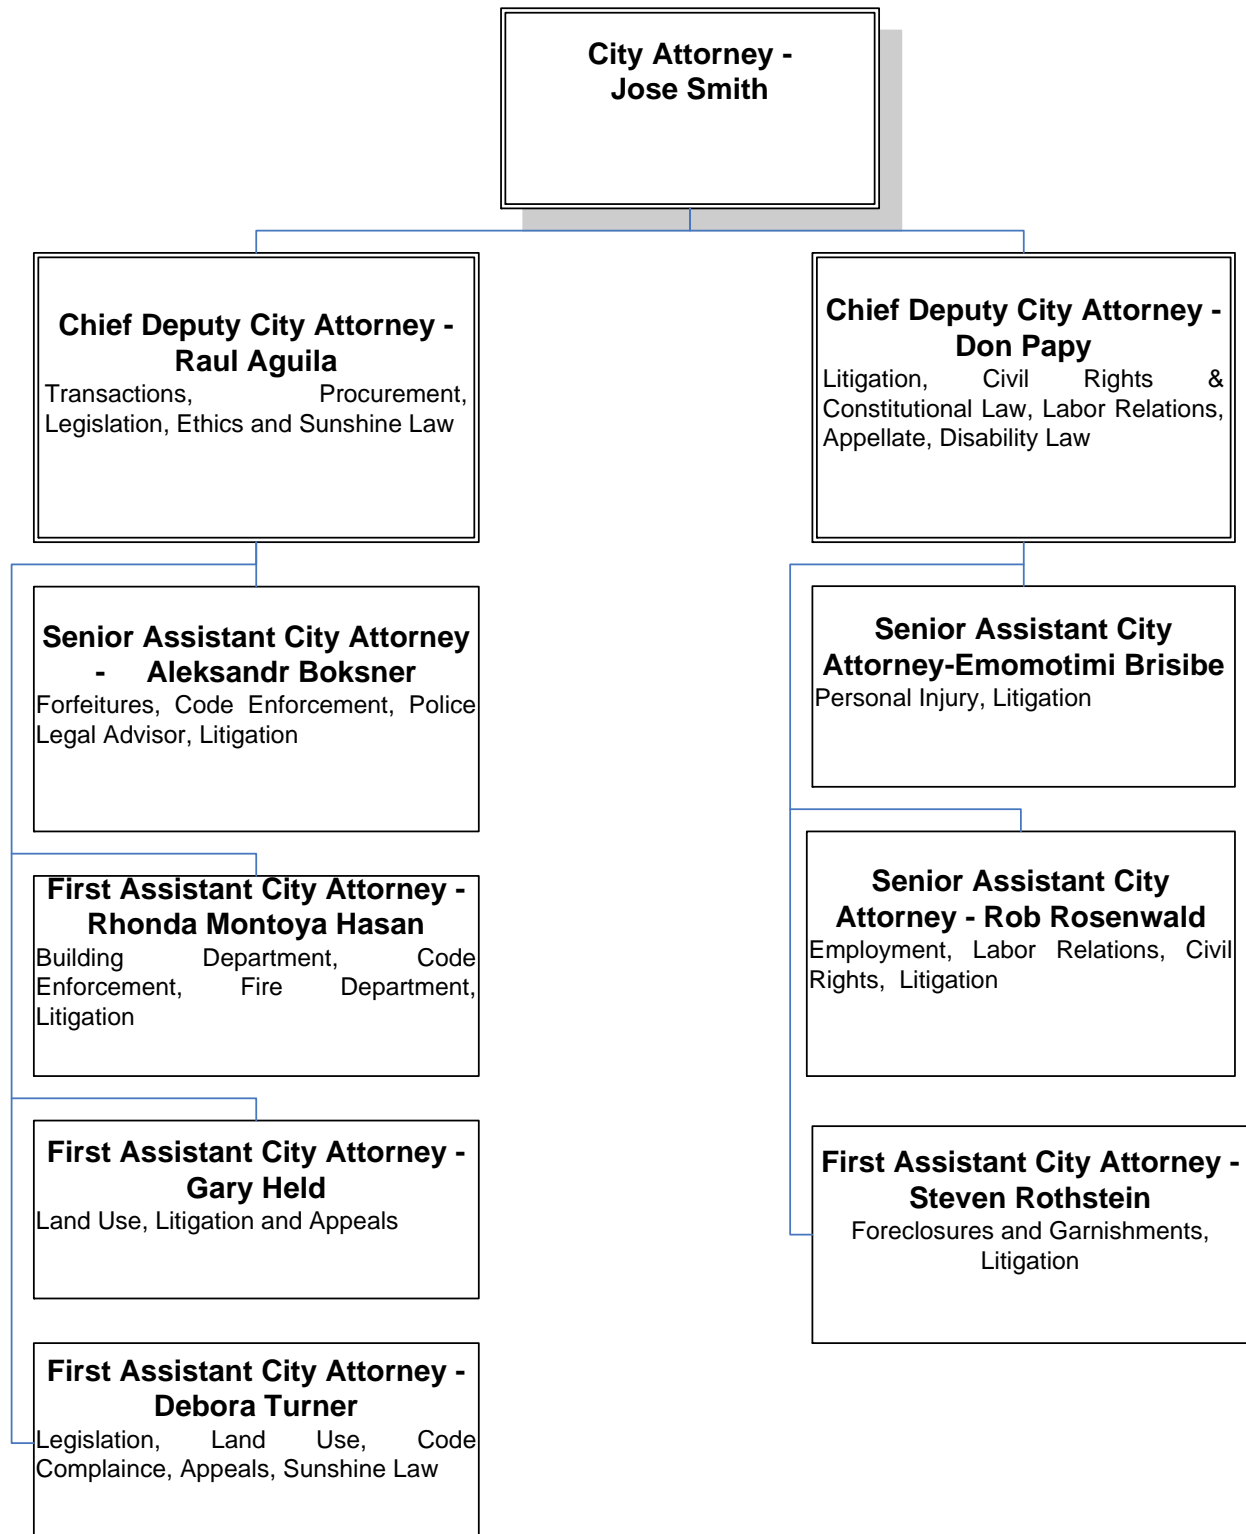 City Attorney -
Jose Smith
Chief Deputy City Attorney -
Raul Aguila
Transactions, Procurement,
Legislation, Ethics and Sunshine Law
Chief Deputy City Attorney -
Don Papy
Litigation, Civil Rights &
Constitutional Law, Labor Relations,
Appellate, Disability Law
Senior Assistant City Attorney
- Aleksandr Boksner
Forfeitures, Code Enforcement, Police
Legal Advisor, Litigation
Senior Assistant City
Attorney-Emomotimi Brisibe
Personal Injury, Litigation
First Assistant City Attorney -
Rhonda Montoya Hasan
Building Department, Code
Enforcement, Fire Department,
Litigation
Senior Assistant City
Attorney - Rob Rosenwald
Employment, Labor Relations, Civil
Rights, Litigation
First Assistant City Attorney -
Gary Held
Land Use, Litigation and Appeals
First Assistant City Attorney -
Steven Rothstein
Foreclosures and Garnishments,
Litigation
First Assistant City Attorney -
Debora Turner
Legislation, Land Use, Code
Complaince, Appeals, Sunshine Law